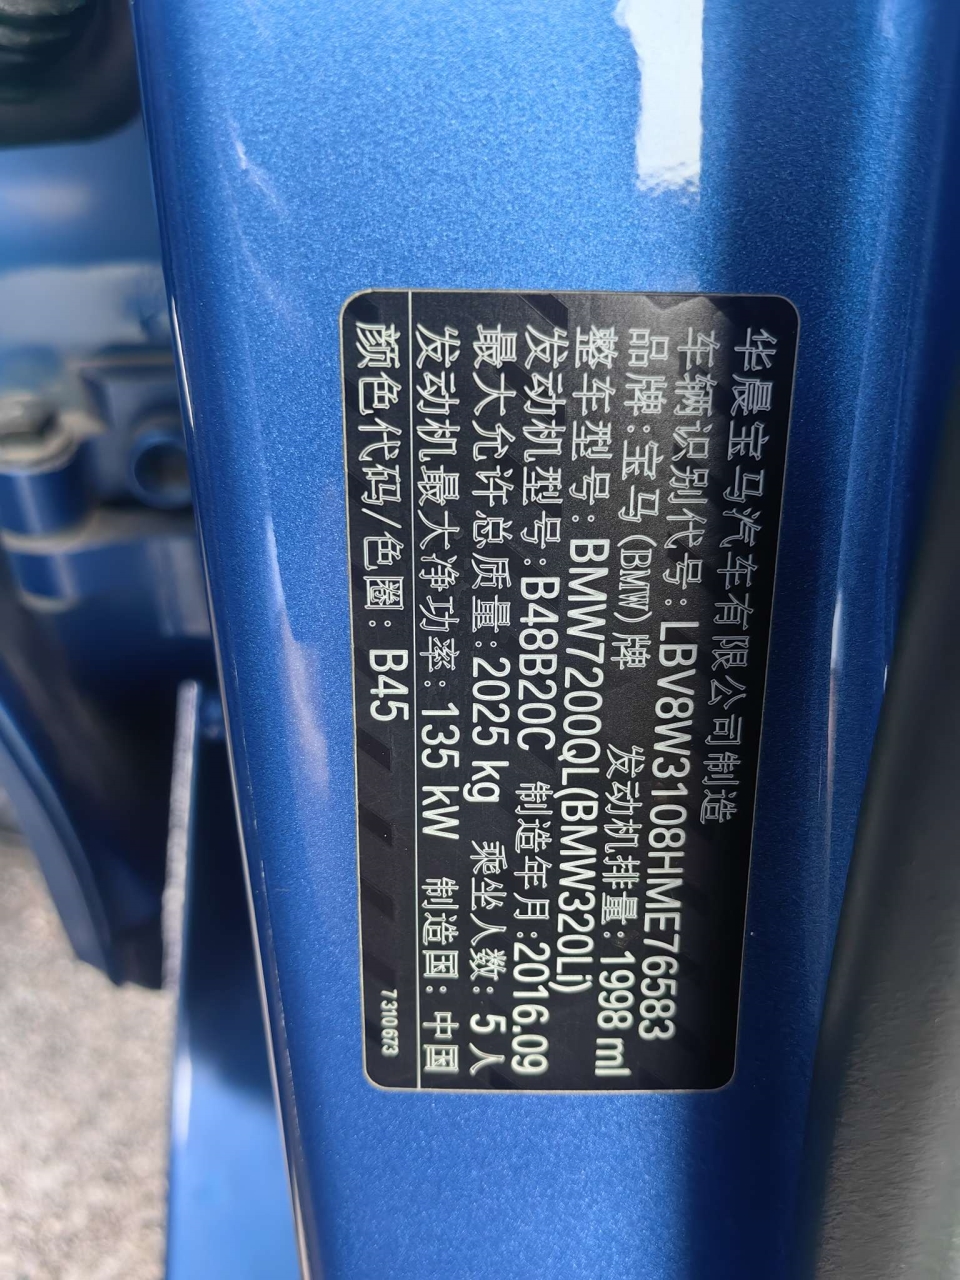 华晨宝马汽车有限公司制造
车辆识别代号:LBV8W3108HME76583
品牌:宝马(BMW)牌 发动机排量:1998 ml
整车型号:BMW7200QL(BMW320Li)
发动机型号:B48B20C 制造年月:2016.09
最大允许总质量:2025 kg 乘坐人数:5人
发动机最大净功率:135 kW 制造国:中国
颜色代码/色圈:B45
7310673